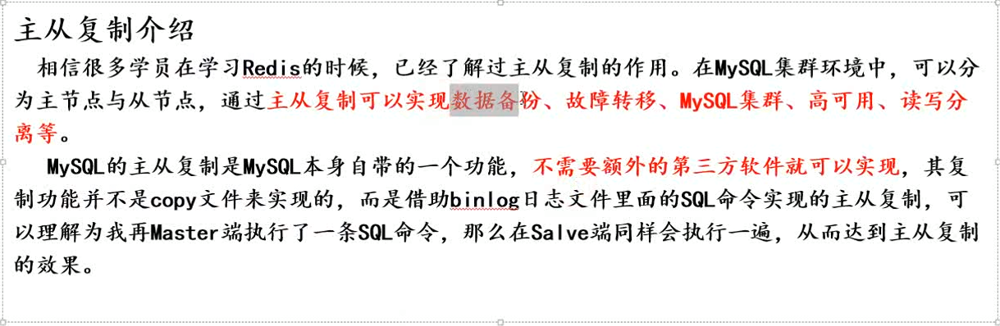 主从复制介绍
相信很多学员在学习Redis的时候，已经了解过主从复制的作用。在MySQL集群环境中，可以分
为主节点与从节点，通过主从复制可以实现数据备份、故障转移、MySQL集群、高可用、读写分
离等。
MySQL的主从复制是MySQL本身自带的一个功能，不需要额外的第三方软件就可以实现，其复
制功能并不是copy文件来实现的，而是借助binlog日志文件里面的SQL命令实现的主从复制，可
以理解为我再Master端执行了一条SQL命令，那么在Salve端同样会执行一遍，从而达到主从复制
的效果。